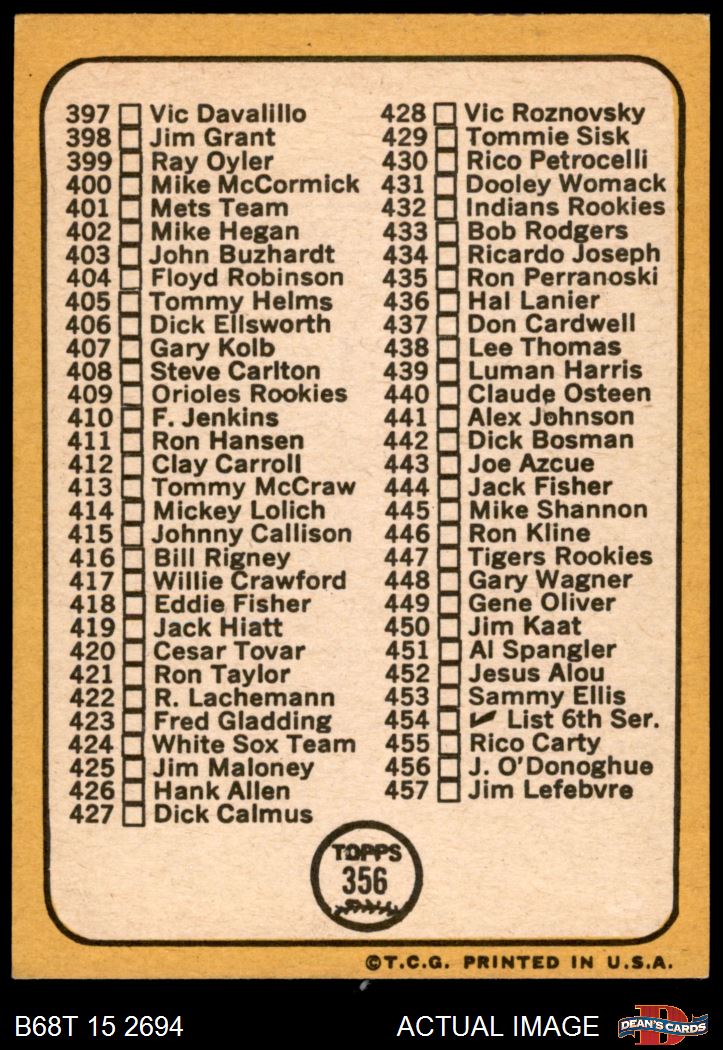 397 Vic Davalillo
398 Jim Grant
399 Ray Oyler
400 Mike McCormick
401 Mets Team
402 Mike Hegan
403 John Buzhardt
404 Floyd Robinson
405 Tommy Helms
406 Dick Ellsworth
407 Gary Kolb
408 Steve Carlton
409 Orioles Rookies
410 F. Jenkins
411 Ron Hansen
412 Clay Carroll
413 Tommy McCraw
414 Mickey Lolich
415 Johnny Callison
416 Bill Rigney
417 Willie Crawford
418 Eddie Fisher
419 Jack Hiatt
420 Cesar Tovar
421 Ron Taylor
422 R. Lachemann
423 Fred Gladding
424 White Sox Team
425 Jim Maloney
426 Hank Allen
427 Dick Calmus
428 Vic Roznovsky
429 Tommie Sisk
430 Rico Petrocelli
431 Dooley Womack
432 Indians Rookies
433 Bob Rodgers
434 Ricardo Joseph
435 Ron Perranoski
436 Hal Lanier
437 Don Cardwell
438 Lee Thomas
439 Luman Harris
440 Claude Osteen
441 Alex Johnson
442 Dick Bosman
443 Joe Azcue
444 Jack Fisher
445 Mike Shannon
446 Ron Kline
447 Tigers Rookies
448 Gary Wagner
449 Gene Oliver
450 Jim Kaat
451 Al Spangler
452 Jesus Alou
453 Sammy Ellis
454 ✓ List 6th Ser.
455 Rico Carty
456 J. O'Donoghue
457 Jim Lefebvre
TOPPS
356
©T.C.G. PRINTED IN U.S.A.
B68T 15 2694 ACTUAL IMAGE
D
DEAN'S CARDS